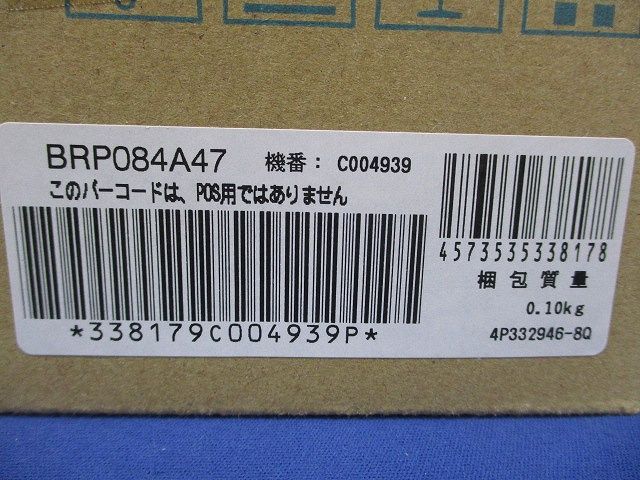 BRP084A47 機番: C004939
このバーコードは、POS用ではありません
*338179C004939P*
4573535338178
梱包質量
0.10kg
4P332946-8Q